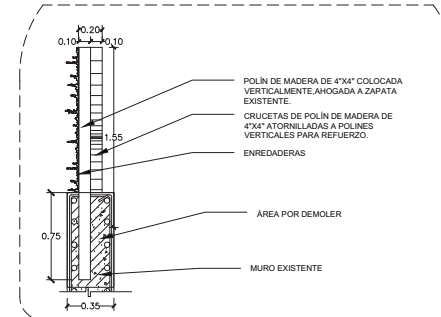 0.20
0.10 0.10
POLÍN DE MADERA DE 4"X4" COLOCADA
VERTICALMENTE,AHOGADA A ZAPATA
EXISTENTE.
CRUCETAS DE POLÍN DE MADERA DE
4"X4" ATORNILLADAS A POLINES
VERTICALES PARA REFUERZO.
1.55
ENREDADERAS
ÁREA POR DEMOLER
0.75
MURO EXISTENTE
0.35